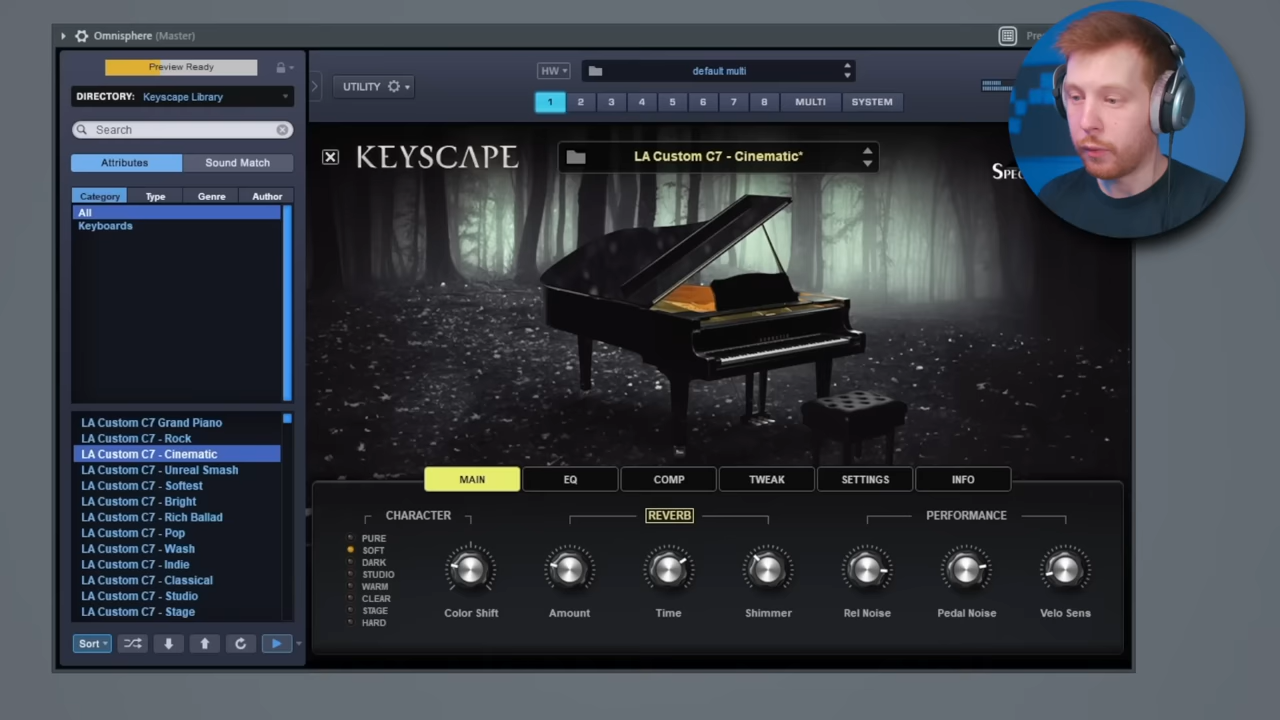 Omnisphere (Master)
Preview Ready
DIRECTORY: Keyscape Library
Search
Attributes
Sound Match
Category
Type
Genre
Author
All
Keyboards
LA Custom C7 Grand Piano
LA Custom C7 - Rock
LA Custom C7 - Cinematic
LA Custom C7 - Unreal Smash
LA Custom C7 - Softest
LA Custom C7 - Bright
LA Custom C7 - Rich Ballad
LA Custom C7 - Pop
LA Custom C7 - Wash
LA Custom C7 - Indie
LA Custom C7 - Classical
LA Custom C7 - Studio
LA Custom C7 - Stage
Sort
UTILITY
HW
default multi
1 2 3 4 5 6 7 8 MULTI SYSTEM
KEYSCAPE
LA Custom C7 - Cinematic*
MAIN
EQ
COMP
TWEAK
SETTINGS
INFO
CHARACTER
PURE
SOFT
DARK
STUDIO
WARM
CLEAR
STAGE
HARD
Color Shift
REVERB
Amount
Time
Shimmer
PERFORMANCE
Rel Noise
Pedal Noise
Velo Sens